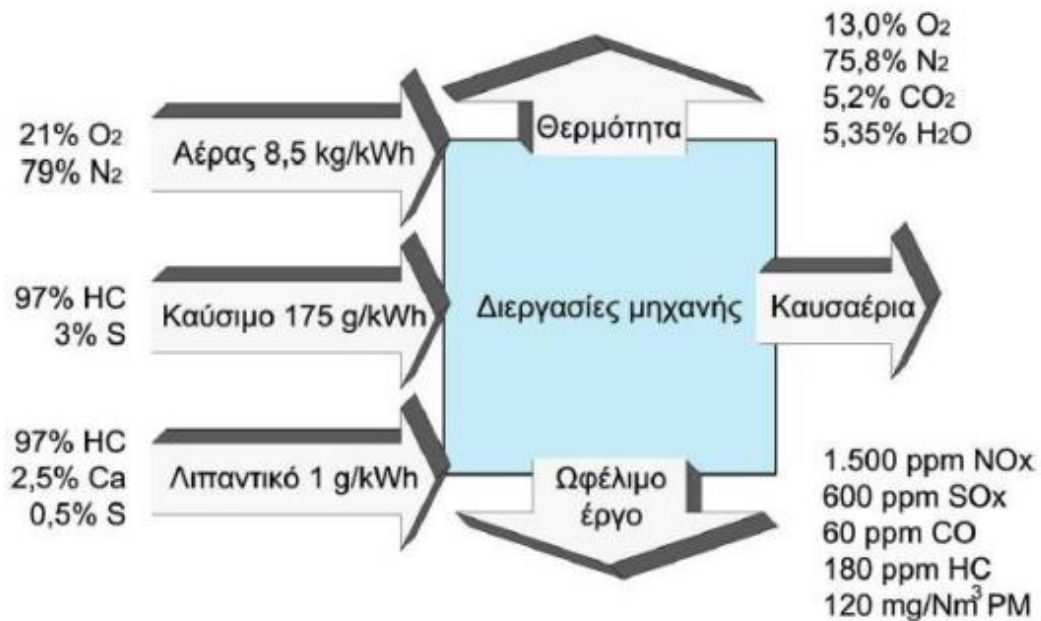 21% O₂
79% N₂
Αέρας 8,5 kg/kWh
97% HC
3% S
Καύσιμο 175 g/kWh
97% HC
2,5% Ca
0,5% S
Λιπαντικό 1 g/kWh
Θερμότητα
Διεργασίες μηχανής
Ωφέλιμο
έργο
13,0% O₂
75,8% N₂
5,2% CO₂
5,35% H₂O
Καυσαέρια
1.500 ppm NOx
600 ppm SOx
60 ppm CO
180 ppm HC
120 mg/Nm³ PM